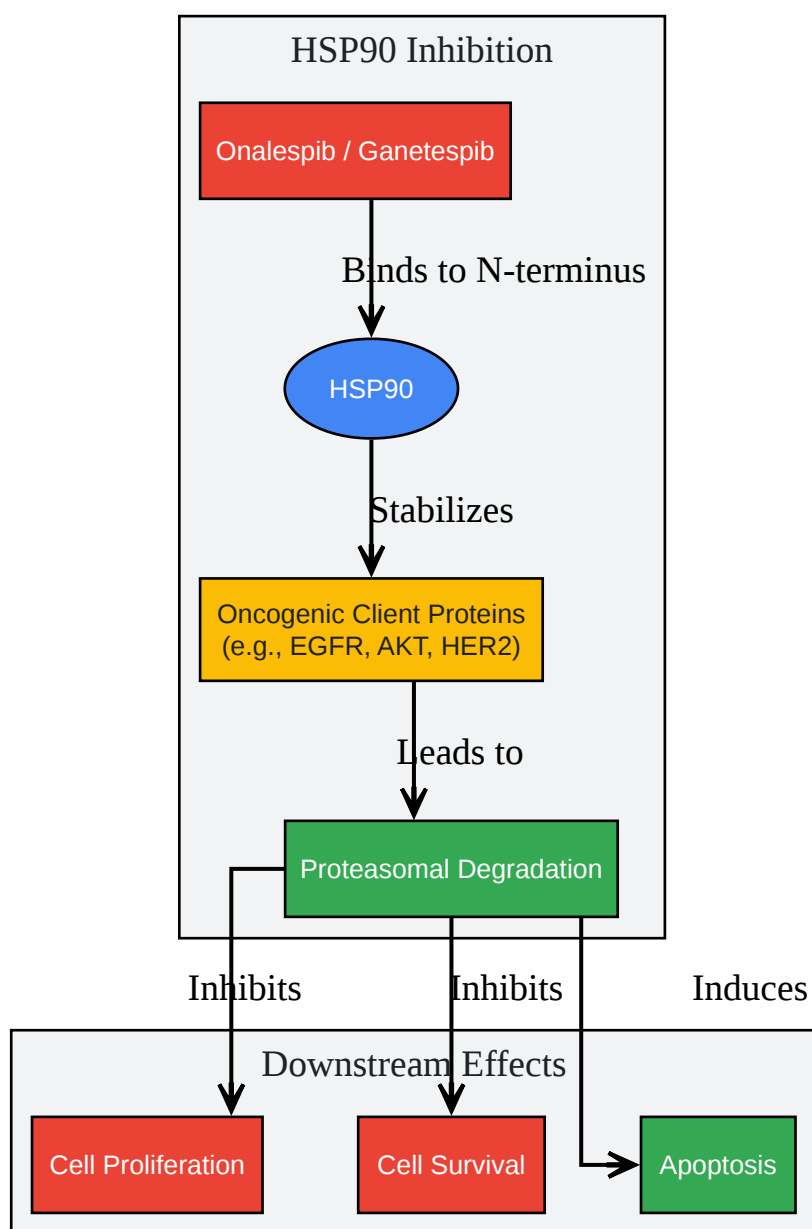 HSP90 Inhibition
Onalespib / Ganetespib
Binds to N-terminus
HSP90
Stabilizes
Oncogenic Client Proteins
(e.g., EGFR, AKT, HER2)
Leads to
Proteasomal Degradation
Inhibits
Inhibits
Induces
Downstream Effects
Cell Proliferation
Cell Survival
Apoptosis